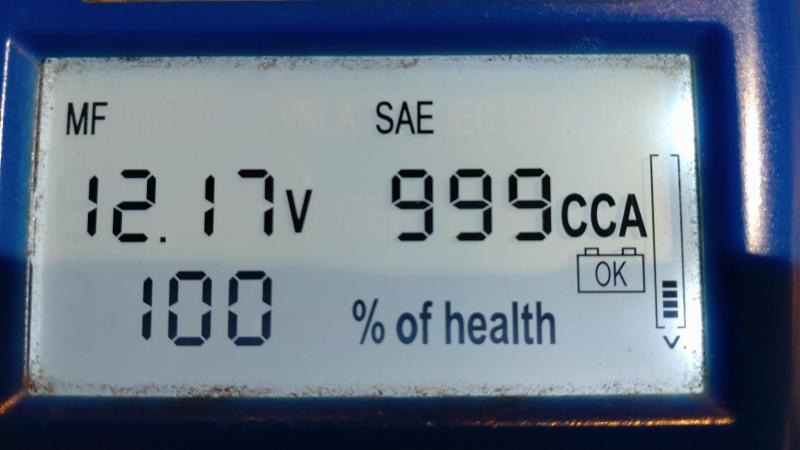 MF SAE
12.17V 999CCA
OK
100 % of health
V